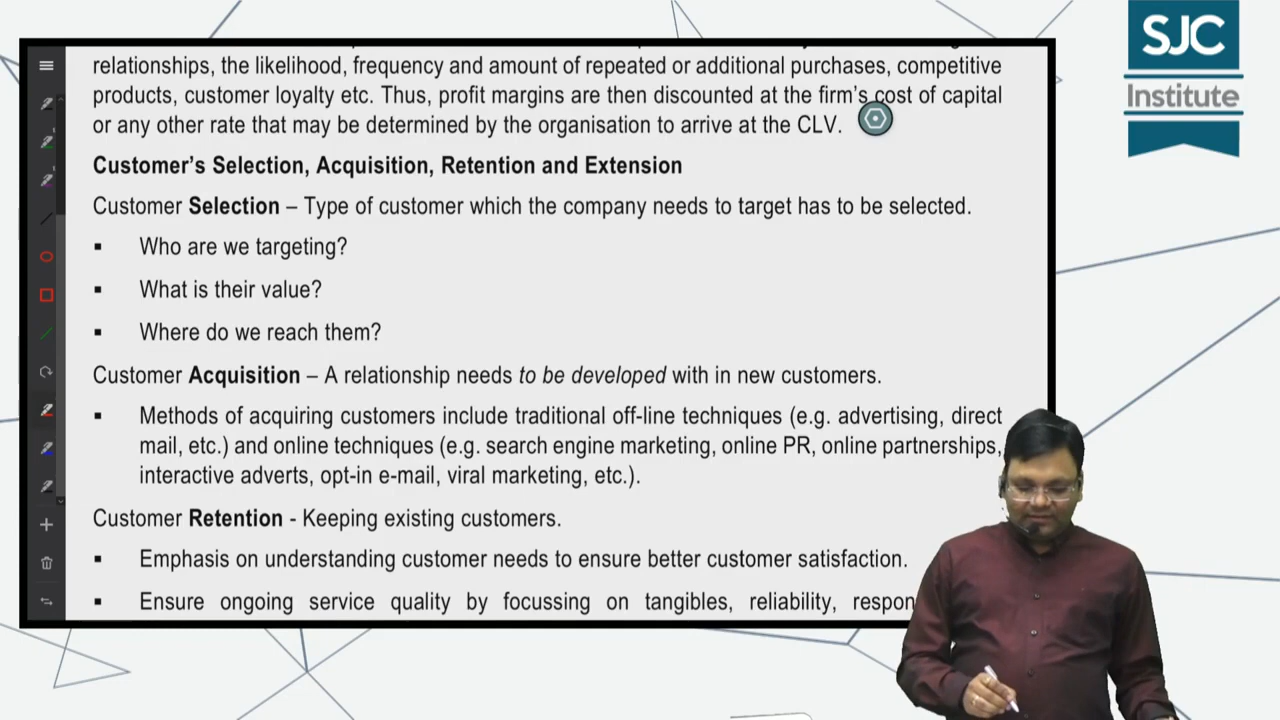 relationships, the likelihood, frequency and amount of repeated or additional purchases, competitive
products, customer loyalty etc. Thus, profit margins are then discounted at the firm's cost of capital
or any other rate that may be determined by the organisation to arrive at the CLV.
Customer's Selection, Acquisition, Retention and Extension
Customer Selection – Type of customer which the company needs to target has to be selected.
▪ Who are we targeting?
▪ What is their value?
▪ Where do we reach them?
Customer Acquisition – A relationship needs to be developed with in new customers.
▪ Methods of acquiring customers include traditional off-line techniques (e.g. advertising, direct
mail, etc.) and online techniques (e.g. search engine marketing, online PR, online partnerships,
interactive adverts, opt-in e-mail, viral marketing, etc.).
Customer Retention - Keeping existing customers.
▪ Emphasis on understanding customer needs to ensure better customer satisfaction.
▪ Ensure ongoing service quality by focussing on tangibles, reliability, respon
SJC
Institute